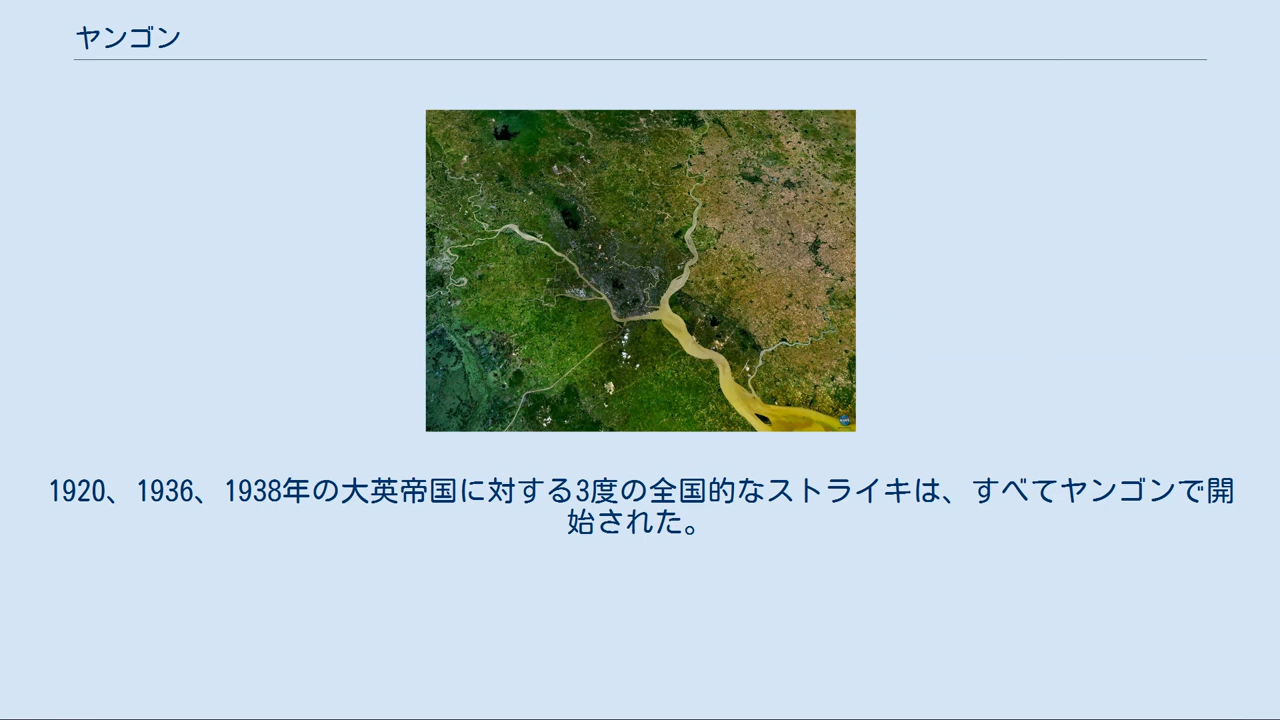 ヤンゴン
1920、1936、1938年の大英帝国に対する3度の全国的なストライキは、すべてヤンゴンで開
始された。